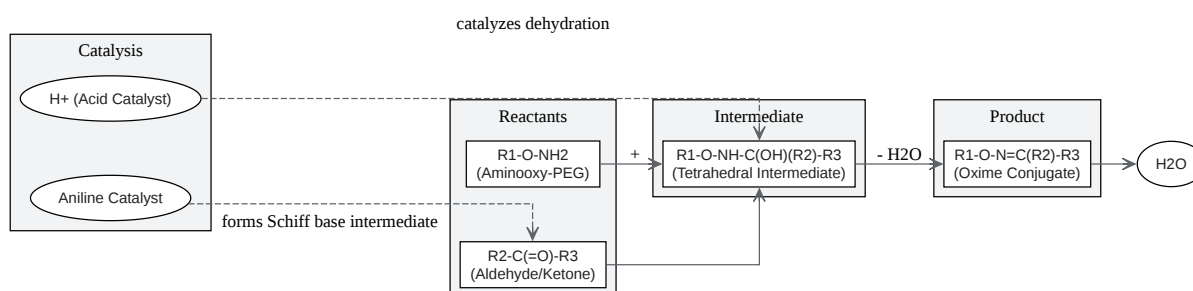 catalyzes dehydration
Catalysis
H+ (Acid Catalyst)
Aniline Catalyst
forms Schiff base intermediate
Reactants
R1-O-NH2
(Aminooxy-PEG)
R2-C(=O)-R3
(Aldehyde/Ketone)
+
Intermediate
R1-O-NH-C(OH)(R2)-R3
(Tetrahedral Intermediate)
- H2O
Product
R1-O-N=C(R2)-R3
(Oxime Conjugate)
H2O